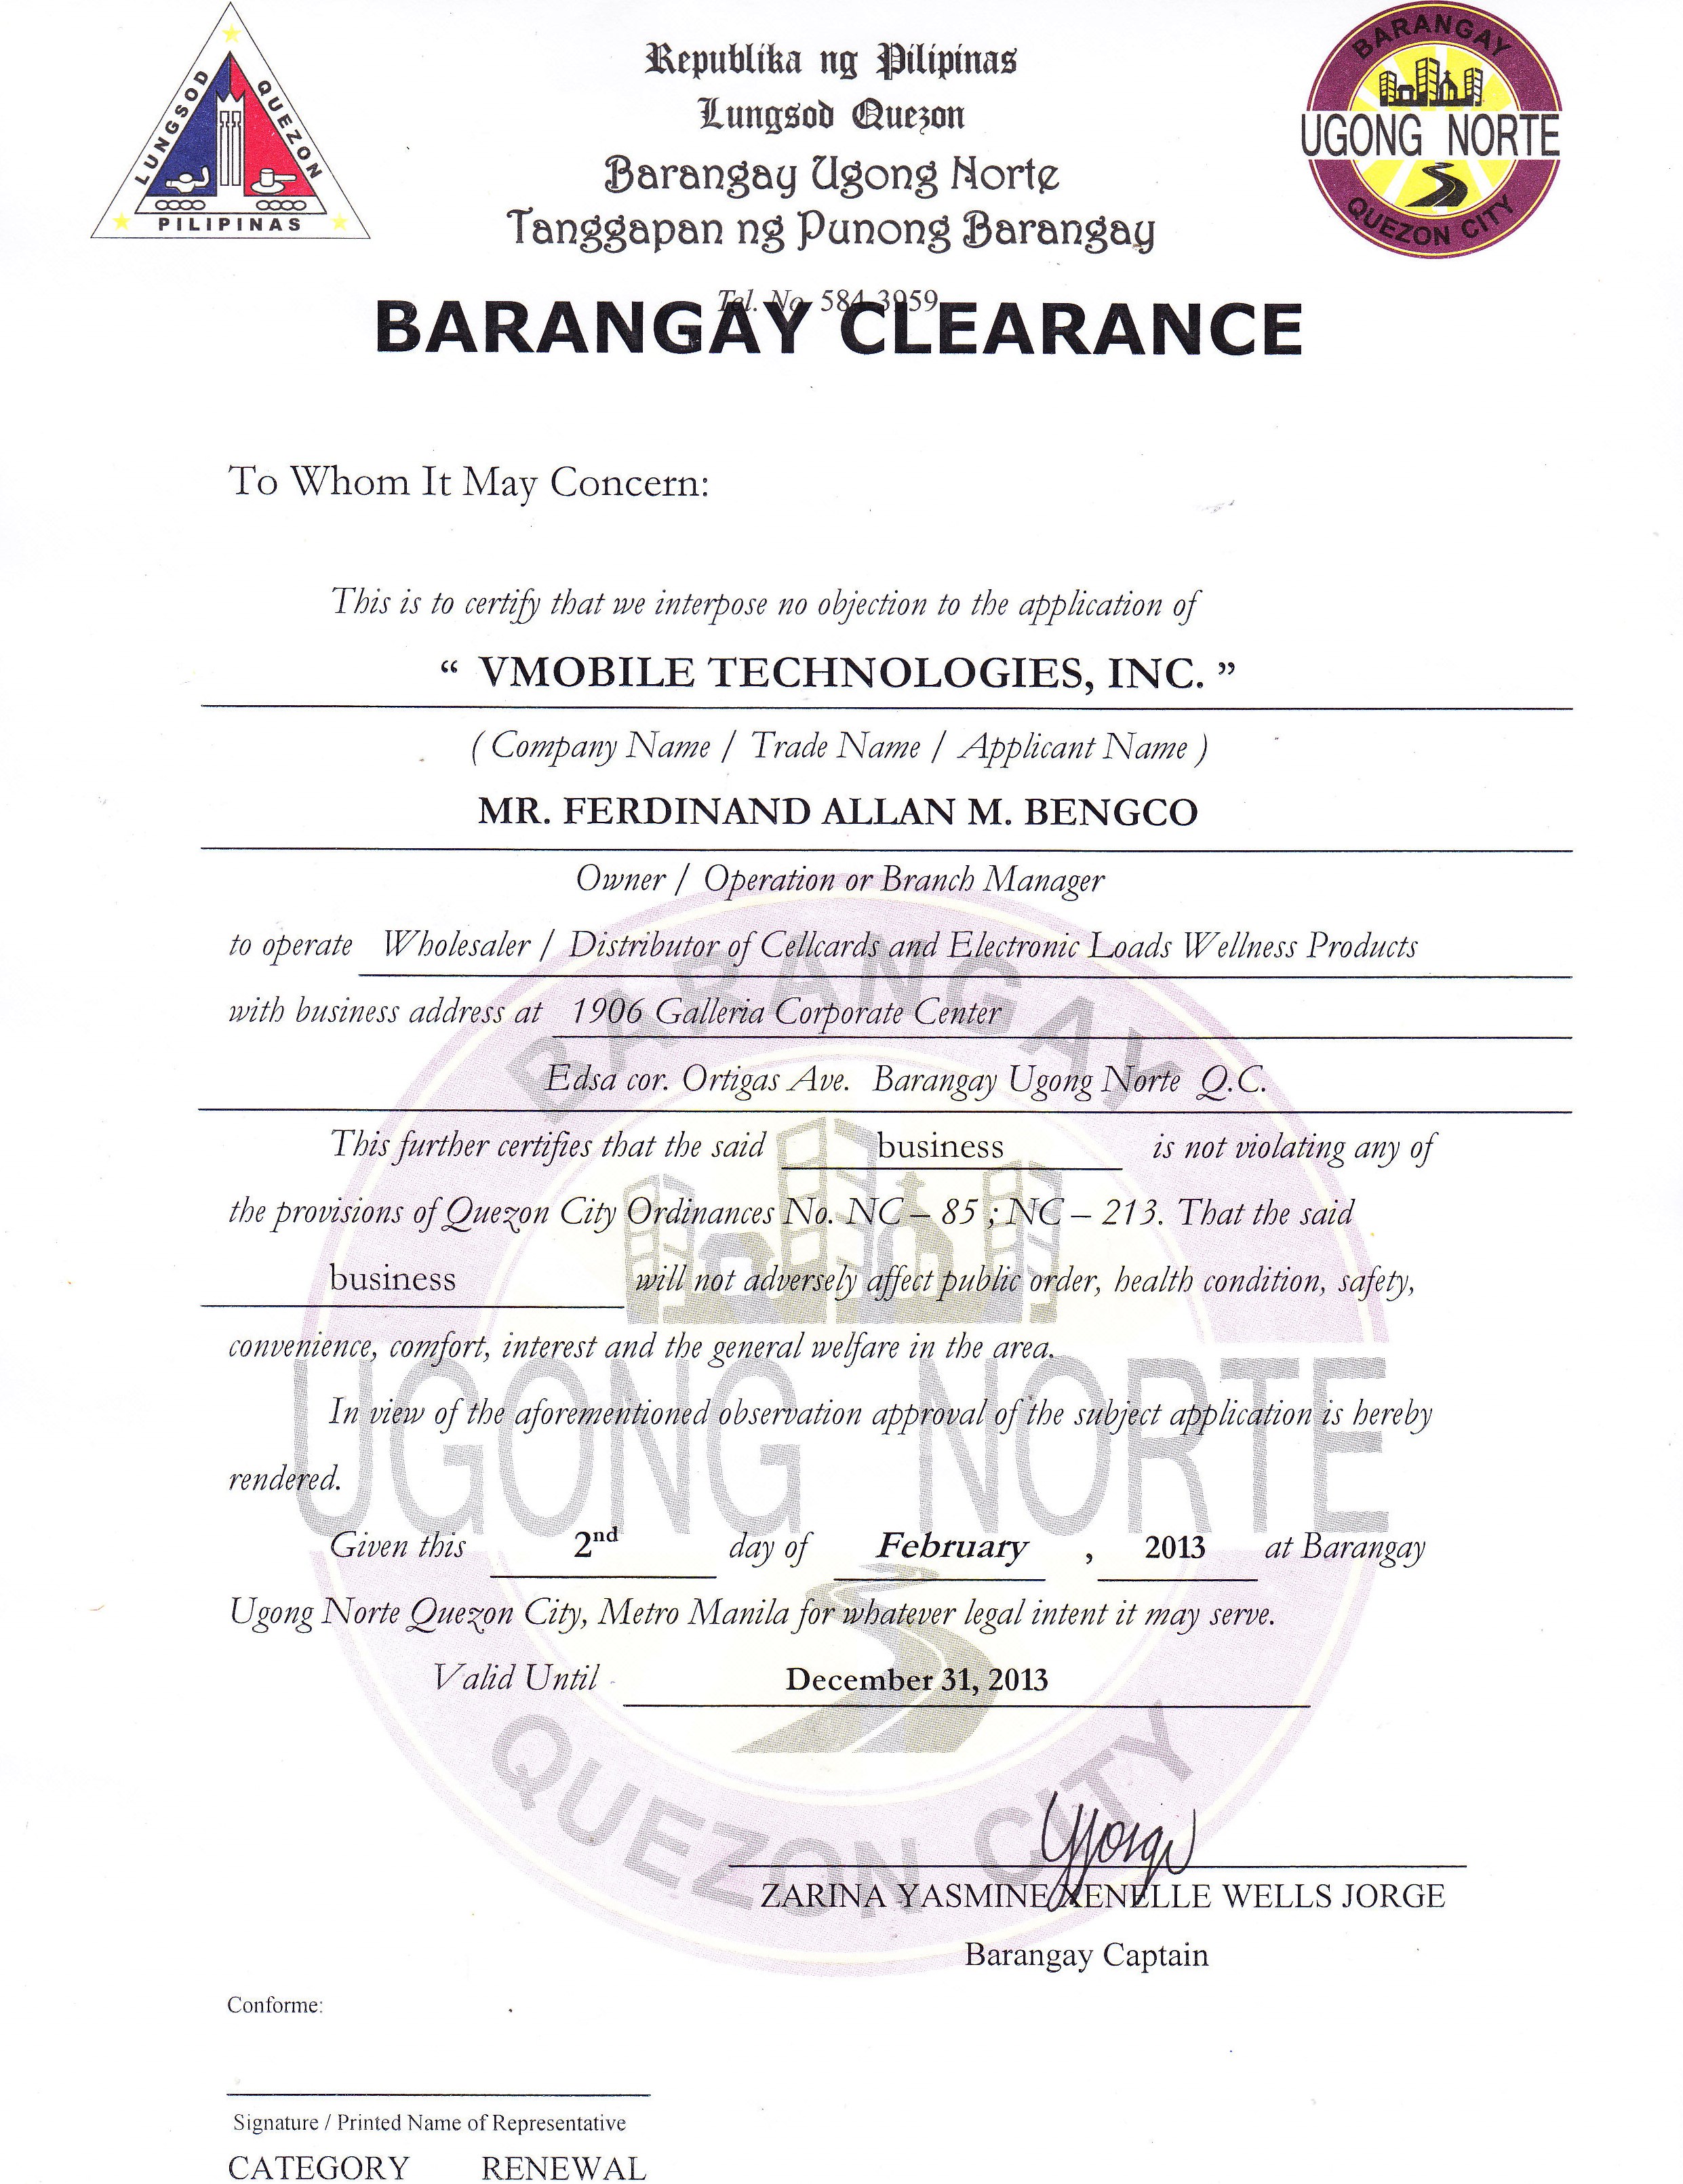 LUNGSOD QUEZON
PILIPINAS
Republika ng Pilipinas
Lungsod Quezon
Barangay Ugong Norte
Tanggapan ng Punong Barangay
BARANGAY
UGONG NORTE
QUEZON CITY
Tel. No. 584-3959
BARANGAY CLEARANCE
To Whom It May Concern:
This is to certify that we interpose no objection to the application of
“ VMOBILE TECHNOLOGIES, INC. ”
( Company Name / Trade Name / Applicant Name )
MR. FERDINAND ALLAN M. BENGCO
Owner / Operation or Branch Manager
to operate Wholesaler / Distributor of Cellcards and Electronic Loads Wellness Products
with business address at 1906 Galleria Corporate Center
Edsa cor. Ortigas Ave. Barangay Ugong Norte Q.C.
This further certifies that the said business is not violating any of
the provisions of Quezon City Ordinances No. NC – 85 ; NC – 213. That the said
business will not adversely affect public order, health condition, safety,
convenience, comfort, interest and the general welfare in the area.
In view of the aforementioned observation approval of the subject application is hereby
rendered.
Given this 2nd day of February , 2013 at Barangay
Ugong Norte Quezon City, Metro Manila for whatever legal intent it may serve.
Valid Until December 31, 2013
BARANGAY
UGONG NORTE
QUEZON CITY
ZARINA YASMINE XENELLE WELLS JORGE
Barangay Captain
Conforme:
Signature / Printed Name of Representative
CATEGORY RENEWAL